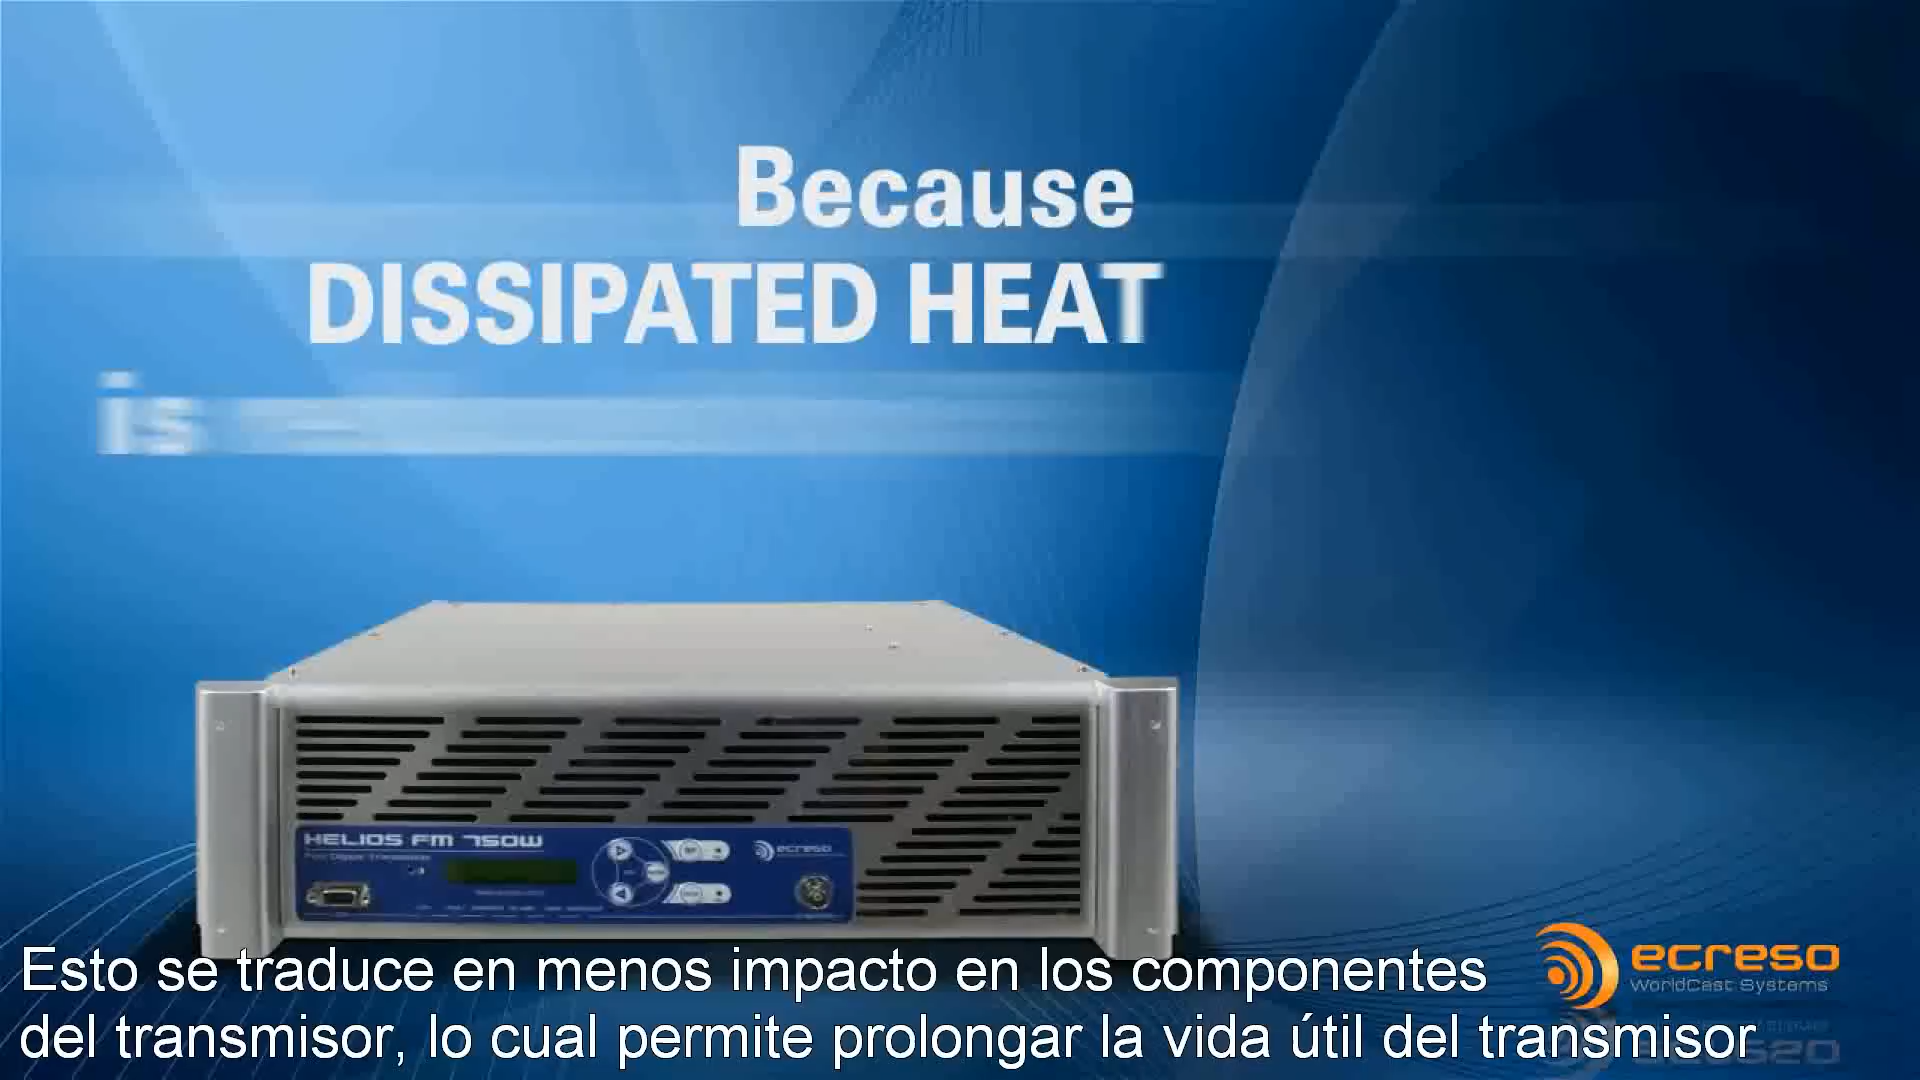 Because
DISSIPATED HEAT
is
HELIOS FM 750W
ecreso
ecreso
WorldCast Systems
Esto se traduce en menos impacto en los componentes
del transmisor, lo cual permite prolongar la vida útil del transmisor